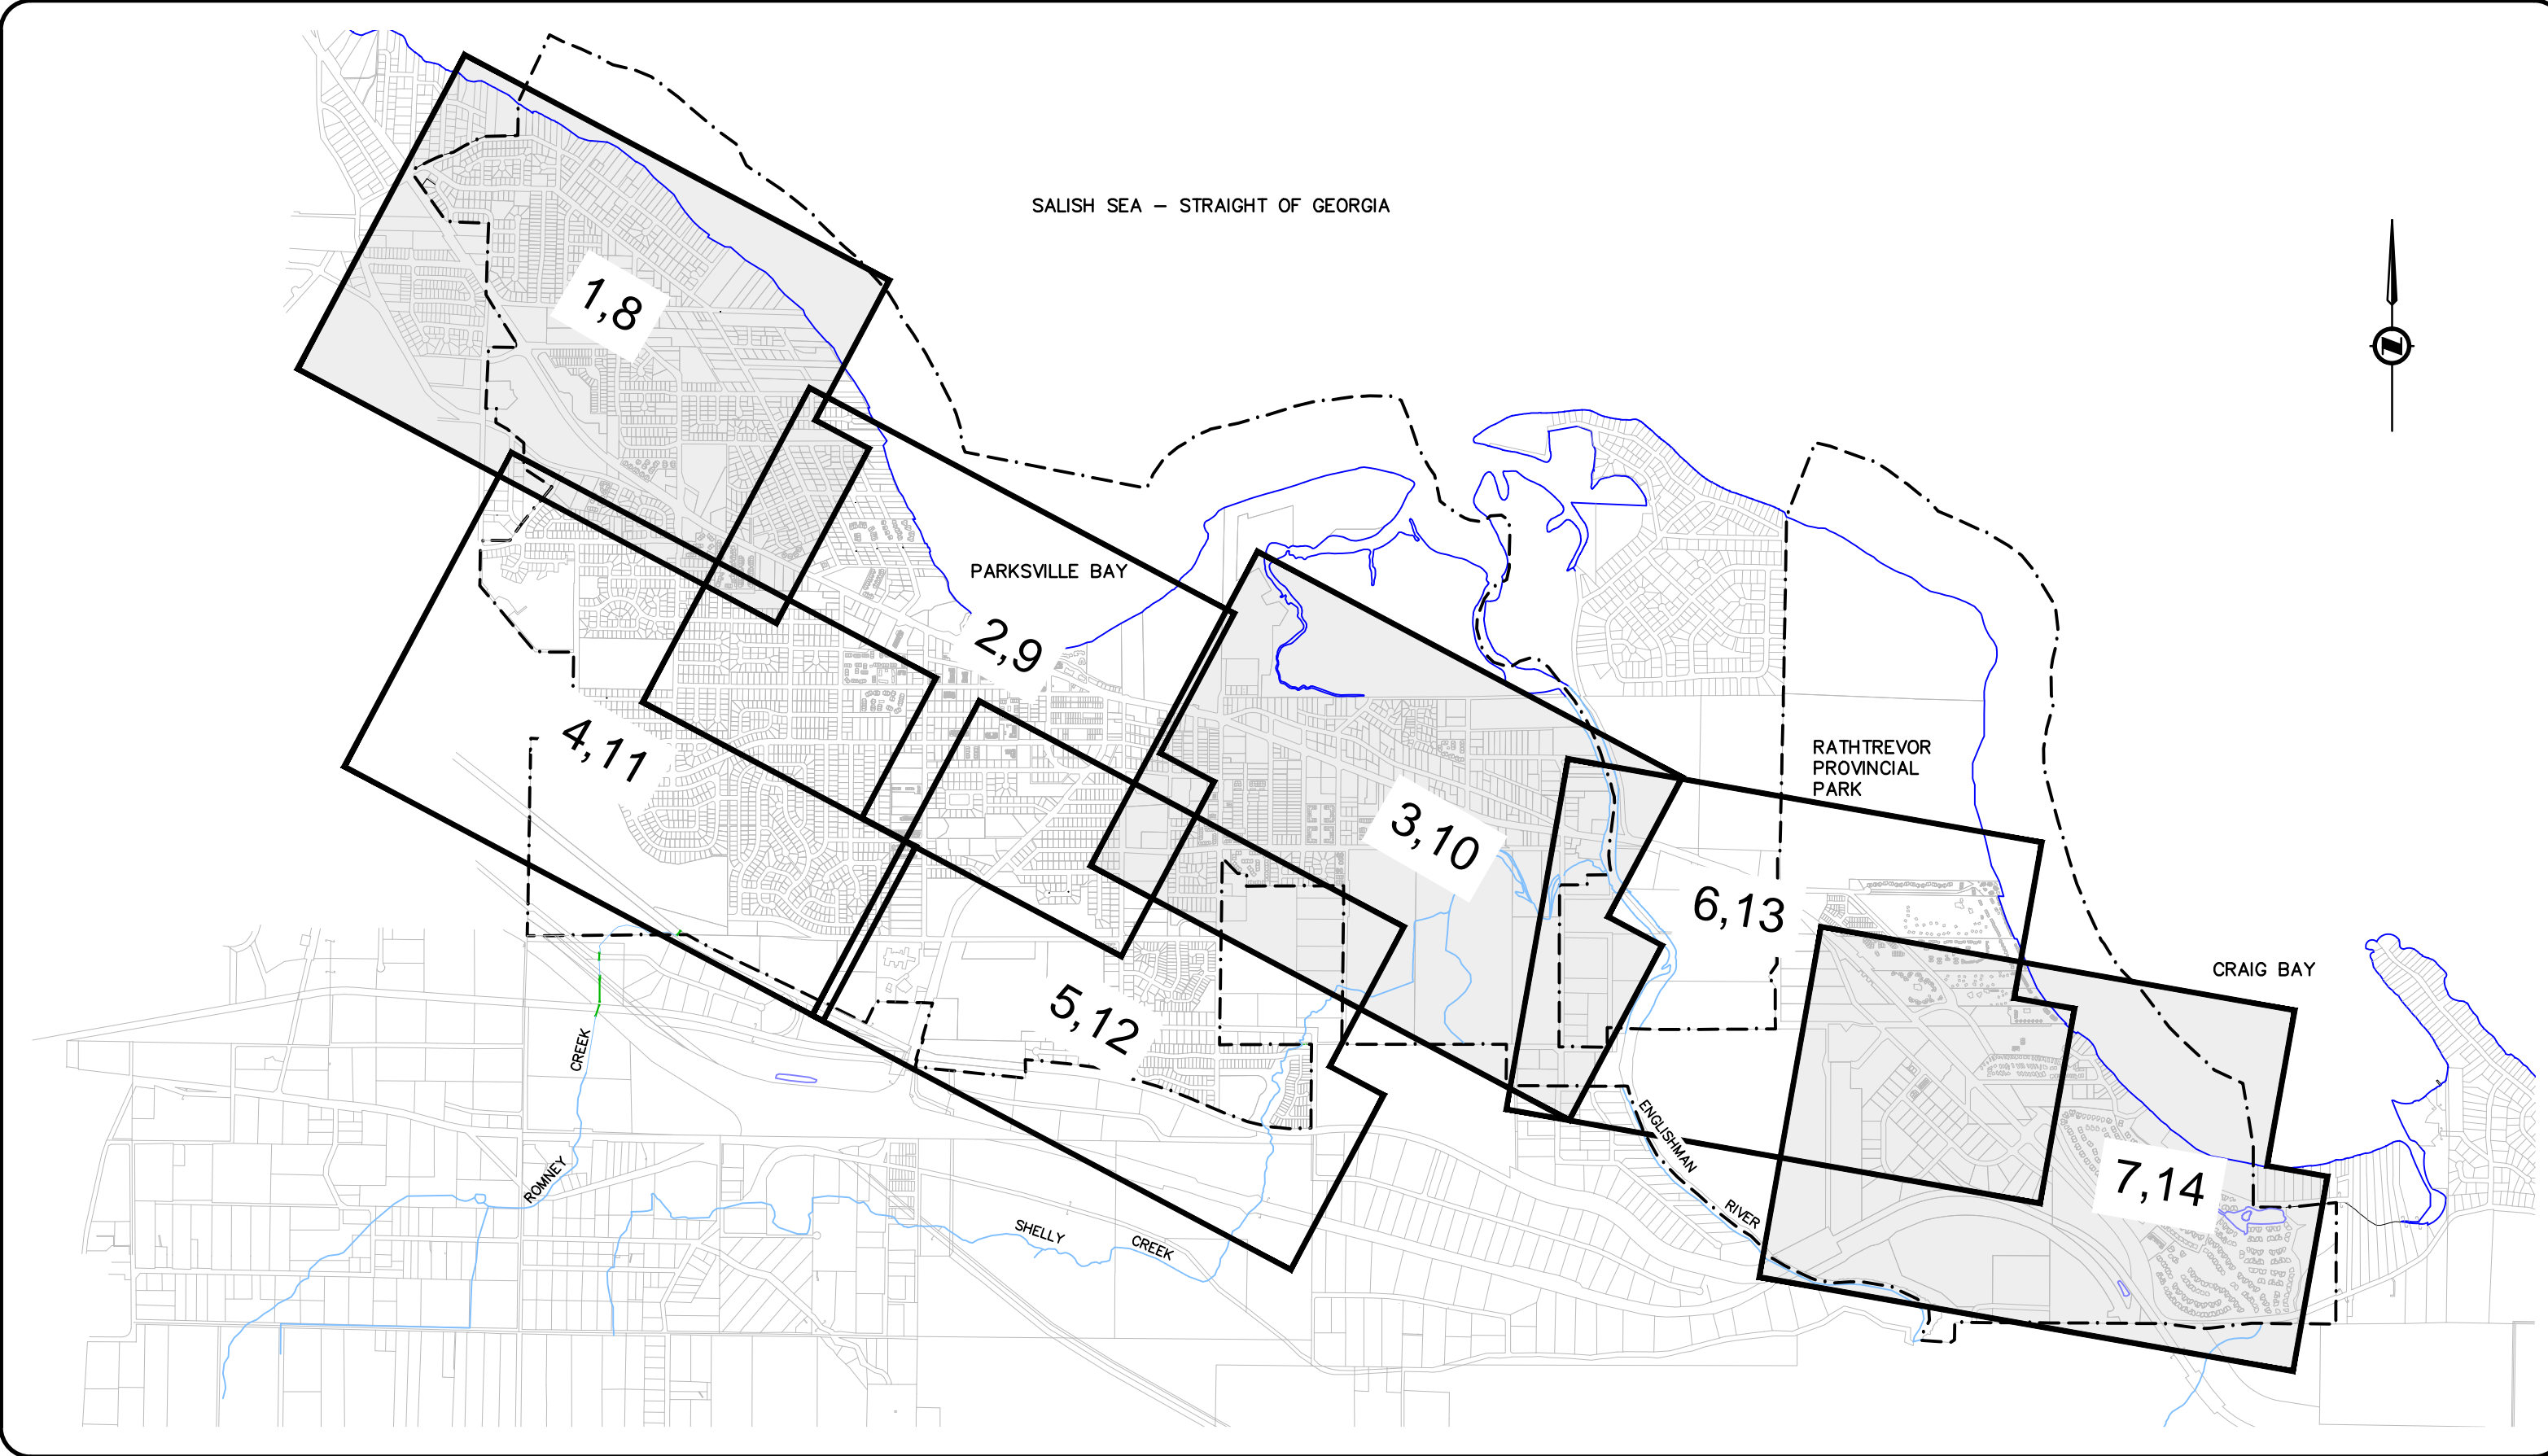 SALISH SEA – STRAIGHT OF GEORGIA
1,8
N
PARKSVILLE BAY
2,9
4,11
RATHTREVOR
PROVINCIAL
PARK
3,10
6,13
CRAIG BAY
5,12
CREEK
ROMNEY
ENGLISHMAN
RIVER
7,14
SHELLY
CREEK